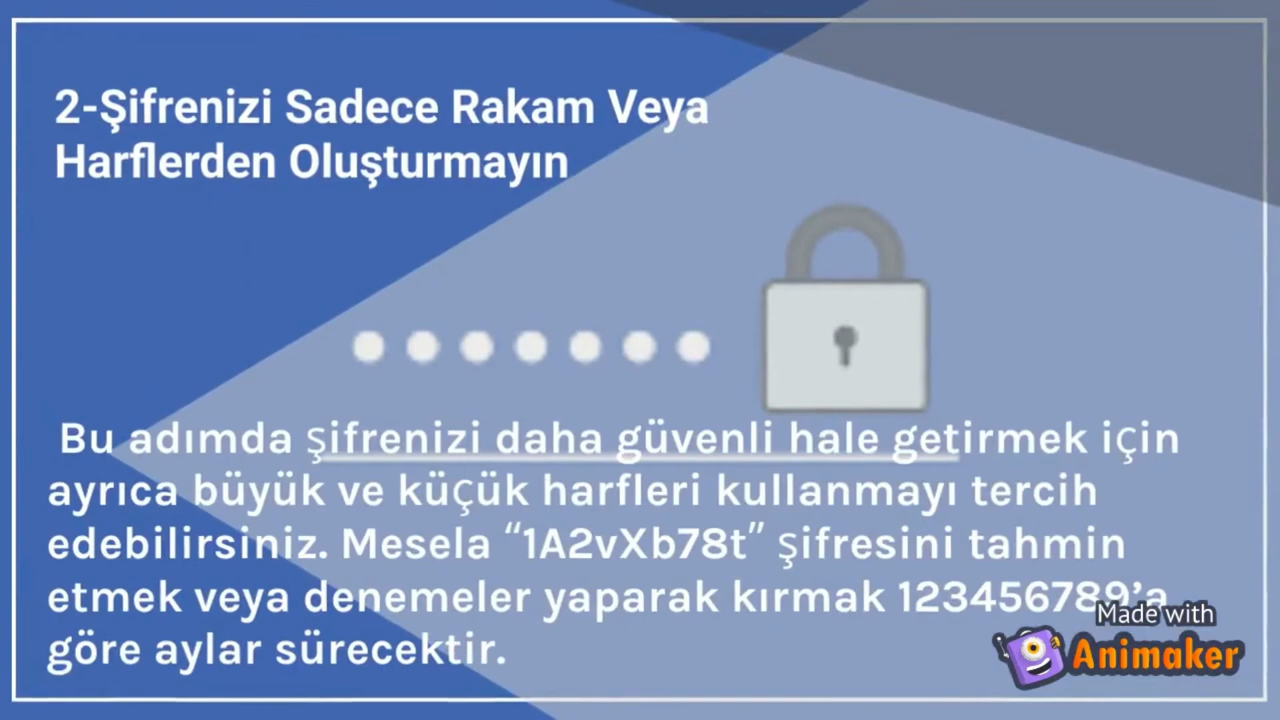 2-Şifrenizi Sadece Rakam Veya
Harflerden Oluşturmayın
Bu adımda şifrenizi daha güvenli hale getirmek için
ayrıca büyük ve küçük harfleri kullanmayı tercih
edebilirsiniz. Mesela “1A2vXb78t” şifresini tahmin
etmek veya denemeler yaparak kırmak 123456789’a
göre aylar sürecektir.
Made with
Animaker